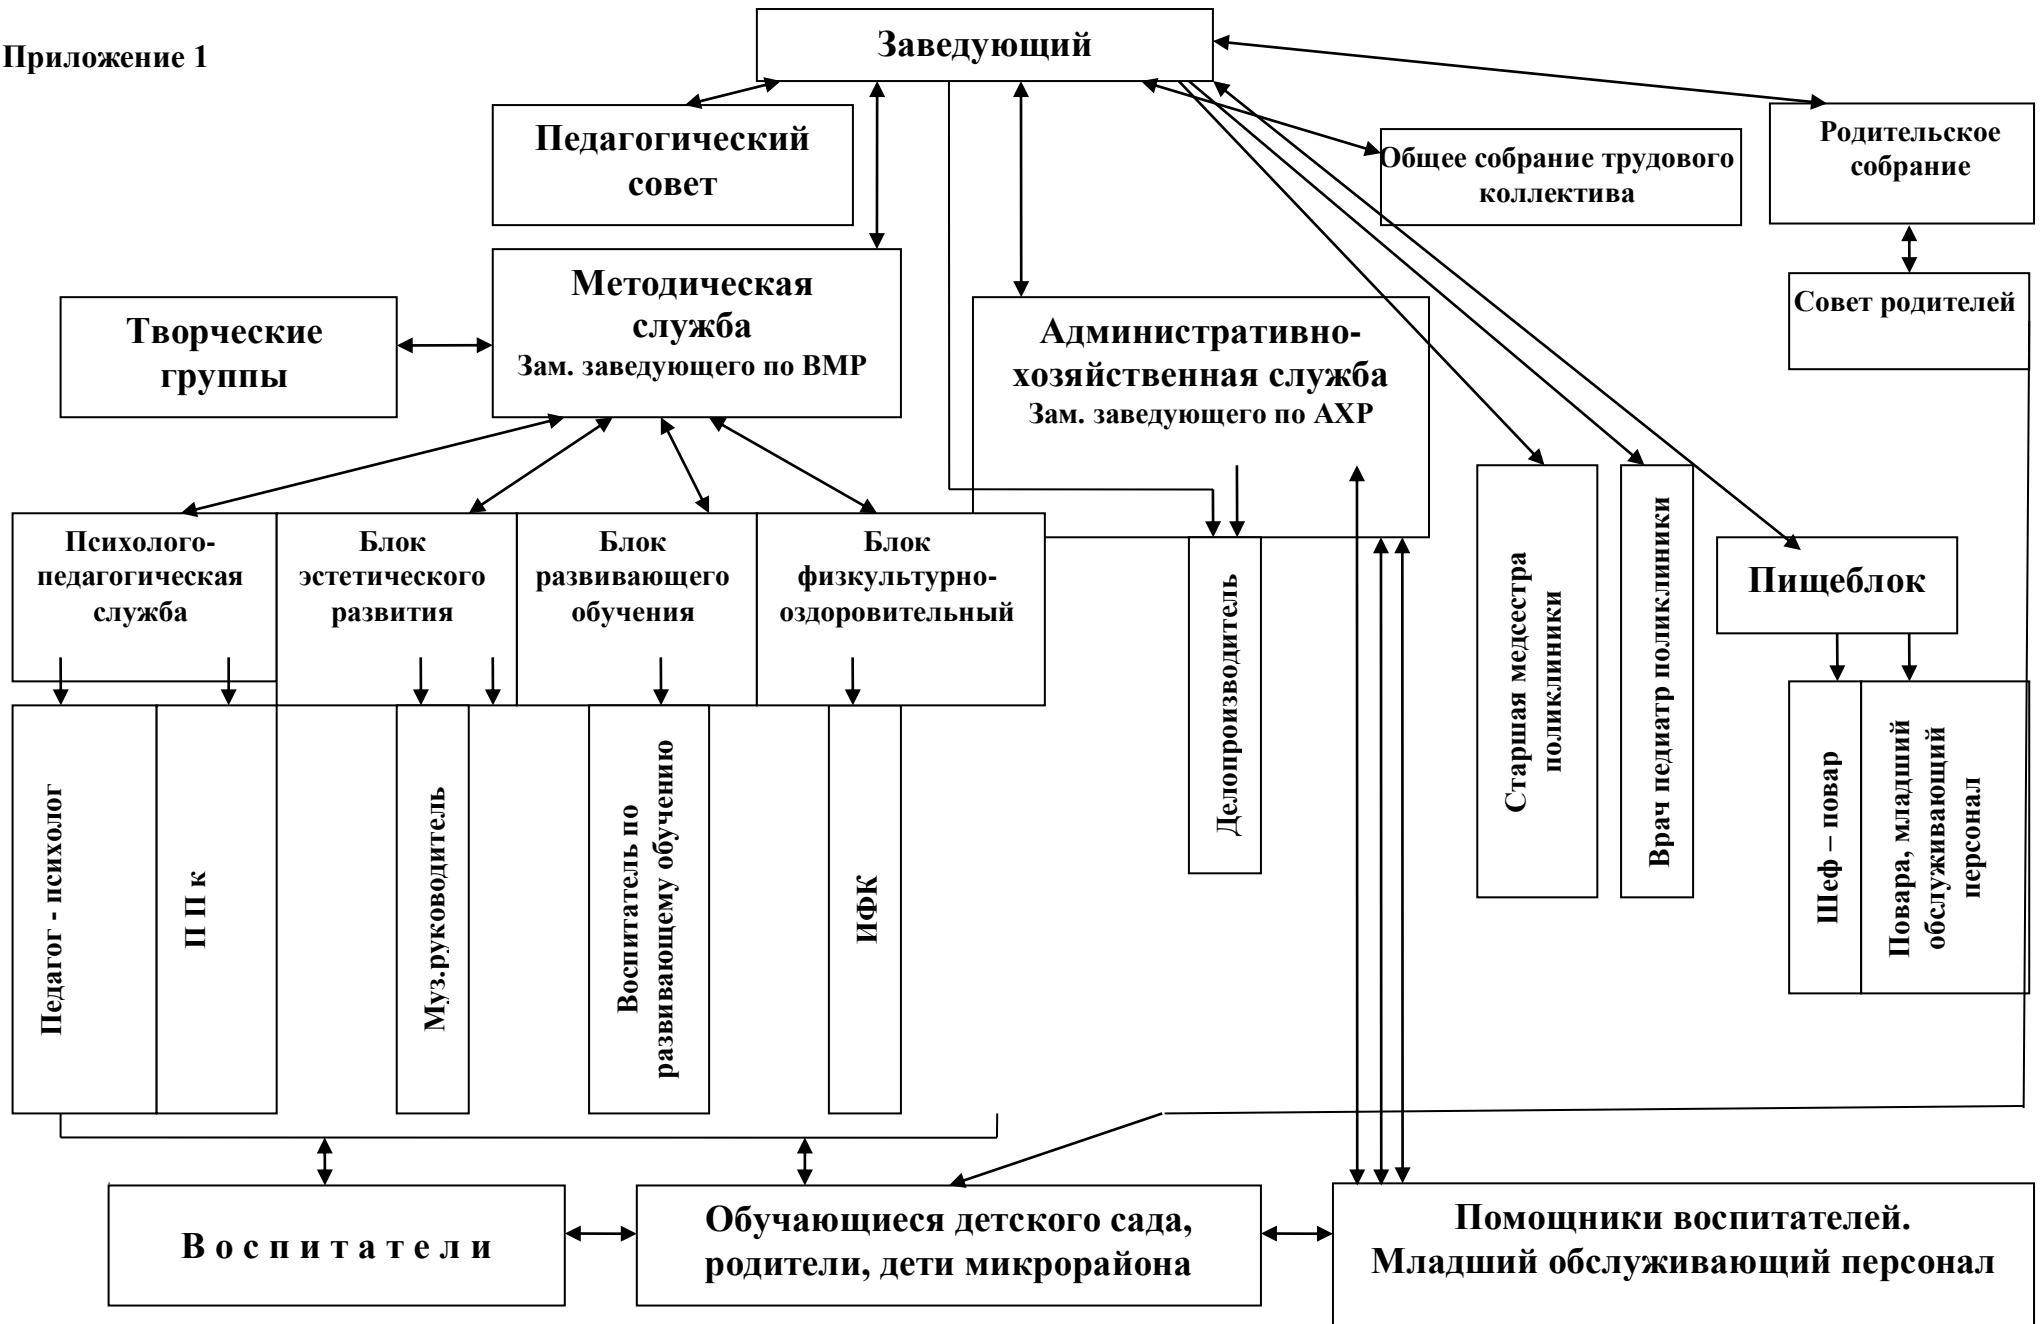 Приложение 1
Заведующий
Педагогический
совет
Общее собрание трудового
коллектива
Родительское
собрание
Методическая
служба
Зам. заведующего по ВМР
Творческие
группы
Административно-
хозяйственная служба
Зам. заведующего по АХР
Совет родителей
Психолого-
педагогическая
служба
Блок
эстетического
развития
Блок
развивающего
обучения
Блок
физкультурно-
оздоровительный
Делопроизводитель
Старшая медсестра
поликлиники
Врач педиатр поликлиники
Пищеблок
Шеф – повар
Повара, младший
обслуживающий
персонал
Педагог - психолог
П П к
Муз.руководитель
Воспитатель по
развивающему обучению
ИФК
В о с п и т а т е л и
Обучающиеся детского сада,
родители, дети микрорайона
Помощники воспитателей.
Младший обслуживающий персонал